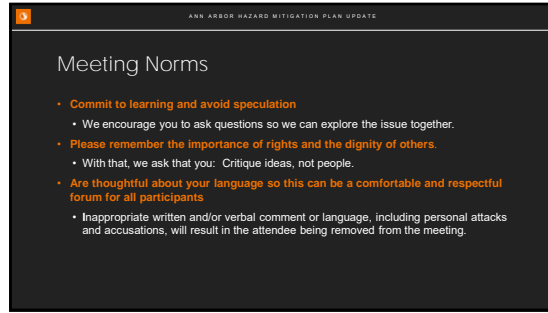 ANN ARBOR HAZARD MITIGATION PLAN UPDATE
Meeting Norms
• Commit to learning and avoid speculation
• We encourage you to ask questions so we can explore the issue together.
• Please remember the importance of rights and the dignity of others.
• With that, we ask that you: Critique ideas, not people.
• Are thoughtful about your language so this can be a comfortable and respectful
forum for all participants
• Inappropriate written and/or verbal comment or language, including personal attacks
and accusations, will result in the attendee being removed from the meeting.